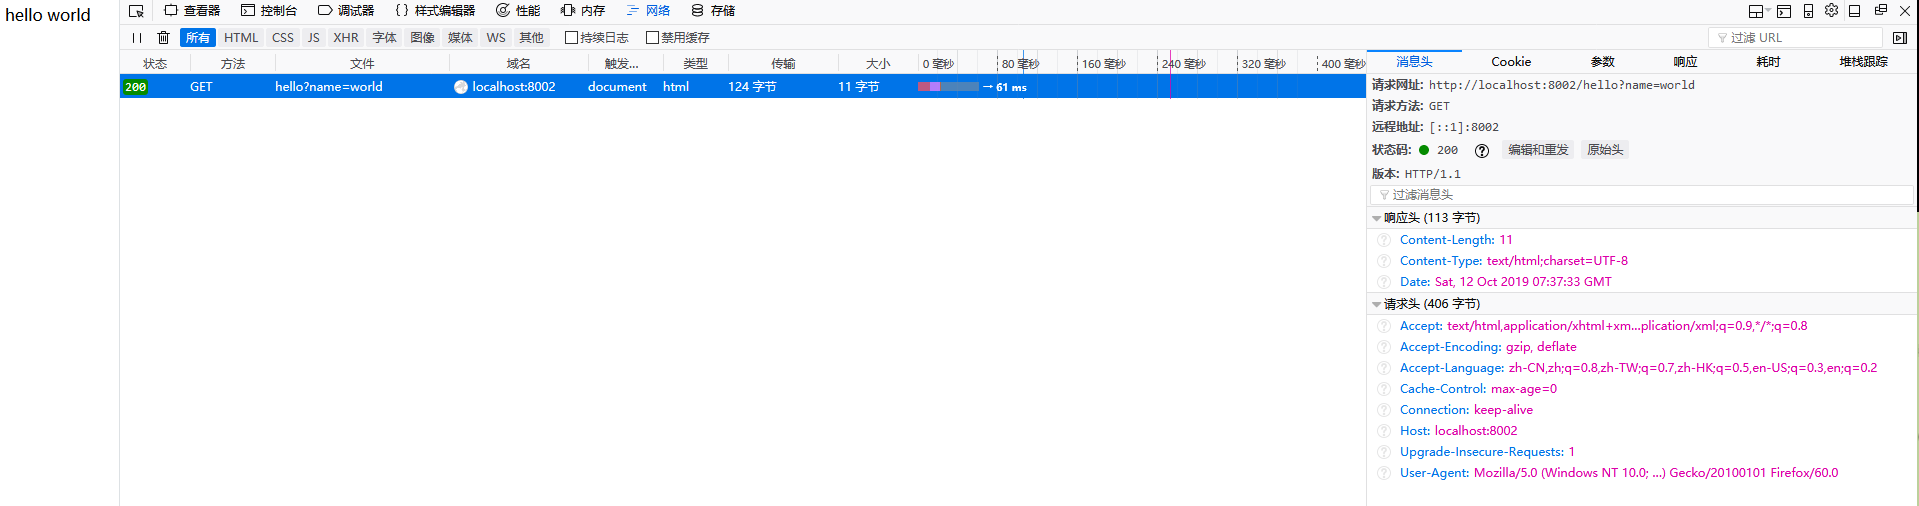 hello world
查看器 控制台 调试器 {} 样式编辑器 性能 内存 网络 存储
所有 HTML CSS JS XHR 字体 图像 媒体 WS 其他 持续日志 禁用缓存 过滤 URL
状态 方法 文件 域名 触发... 类型 传输 大小 0 毫秒 80 毫秒 160 毫秒 240 毫秒 320 毫秒 400 毫秒
200 GET hello?name=world localhost:8002 document html 124 字节 11 字节 → 61 ms
消息头 Cookie 参数 响应 耗时 堆栈跟踪
请求网址: http://localhost:8002/hello?name=world
请求方法: GET
远程地址: [::1]:8002
状态码: 200 ? 编辑和重发 原始头
版本: HTTP/1.1
过滤消息头
响应头 (113 字节)
? Content-Length: 11
? Content-Type: text/html;charset=UTF-8
? Date: Sat, 12 Oct 2019 07:37:33 GMT
请求头 (406 字节)
? Accept: text/html,application/xhtml+xm...plication/xml;q=0.9,*/*;q=0.8
? Accept-Encoding: gzip, deflate
? Accept-Language: zh-CN,zh;q=0.8,zh-TW;q=0.7,zh-HK;q=0.5,en-US;q=0.3,en;q=0.2
? Cache-Control: max-age=0
? Connection: keep-alive
? Host: localhost:8002
? Upgrade-Insecure-Requests: 1
? User-Agent: Mozilla/5.0 (Windows NT 10.0; ...) Gecko/20100101 Firefox/60.0